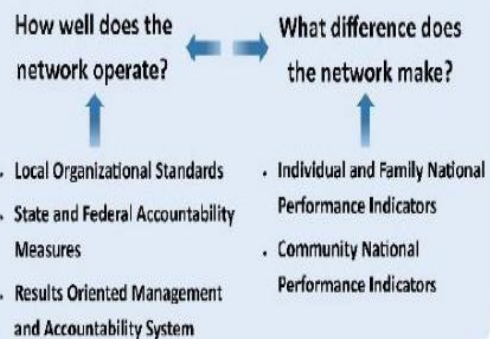 How well does the
network operate?
What difference does
the network make?
. Local Organizational Standards
. State and Federal Accountability
Measures
. Results Oriented Management
and Accountability System
. Individual and Family National
Performance Indicators
. Community National
Performance Indicators